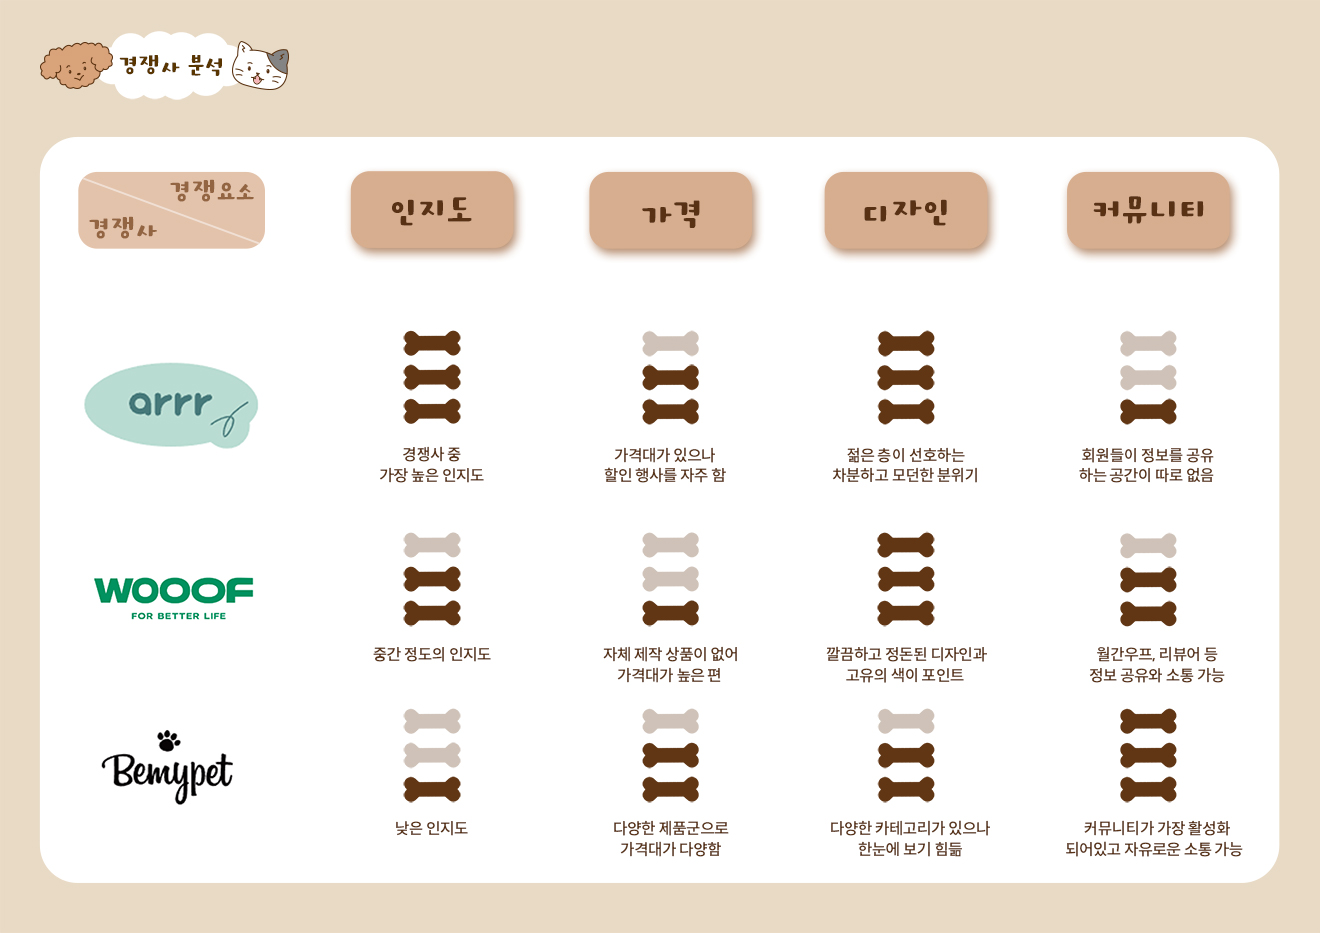 경쟁사 분석
경쟁요소
경쟁사
인지도
가격
디자인
커뮤니티
arrr
경쟁사 중
가장 높은 인지도
가격대가 있으나
할인 행사를 자주 함
젊은 층이 선호하는
차분하고 모던한 분위기
회원들이 정보를 공유
하는 공간이 따로 없음
WOOOF
FOR BETTER LIFE
중간 정도의 인지도
자체 제작 상품이 없어
가격대가 높은 편
깔끔하고 정돈된 디자인과
고유의 색이 포인트
월간우프, 리뷰어 등
정보 공유와 소통 가능
Bemypet
낮은 인지도
다양한 제품군으로
가격대가 다양함
다양한 카테고리가 있으나
한눈에 보기 힘듦
커뮤니티가 가장 활성화
되어있고 자유로운 소통 가능